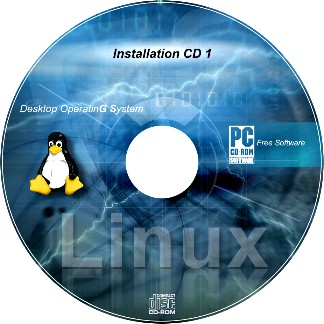 Installation CD 1
Desktop OperatinG System
PC
CD-ROM
SOFTWARE
Free Software
Linux
COMPACT
disc
CD-ROM